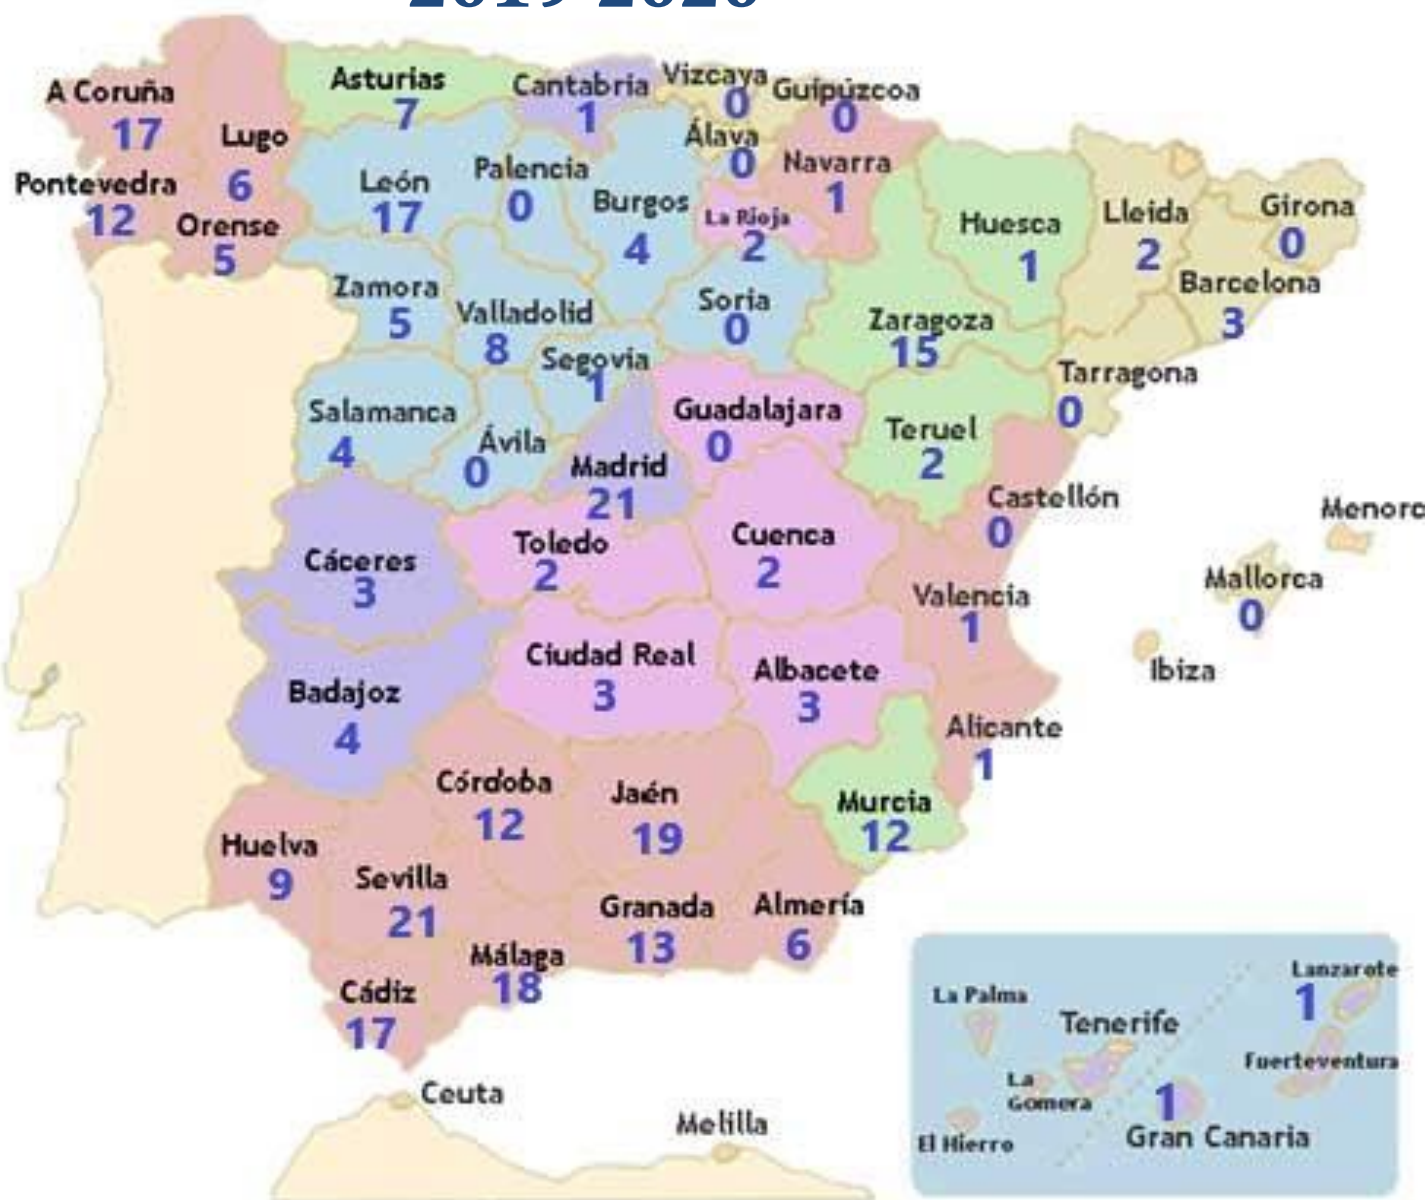 2019-2020
A Coruña
17
Lugo
6
Pontevedra
12
Orense
5
Asturias
7
Cantabria
1
Vizcaya
0
Guipúzcoa
0
Álava
0
Navarra
1
La Rioja
2
León
17
Palencia
0
Burgos
4
Zamora
5
Valladolid
8
Soria
0
Segovia
1
Salamanca
4
Ávila
0
Huesca
1
Zaragoza
15
Teruel
2
Lleida
2
Girona
0
Barcelona
3
Tarragona
0
Guadalajara
0
Madrid
21
Toledo
2
Cuenca
2
Castellón
0
Valencia
1
Alicante
1
Menorc
Mallorca
0
Ibiza
Cáceres
3
Badajoz
4
Ciudad Real
3
Albacete
3
Murcia
12
Córdoba
12
Jaén
19
Huelva
9
Sevilla
21
Granada
13
Almería
6
Málaga
18
Cádiz
17
Ceuta
Melilla
La Palma
Tenerife
La
Gomera
El Hierro
1
Gran Canaria
Lanzarote
1
Fuerteventura